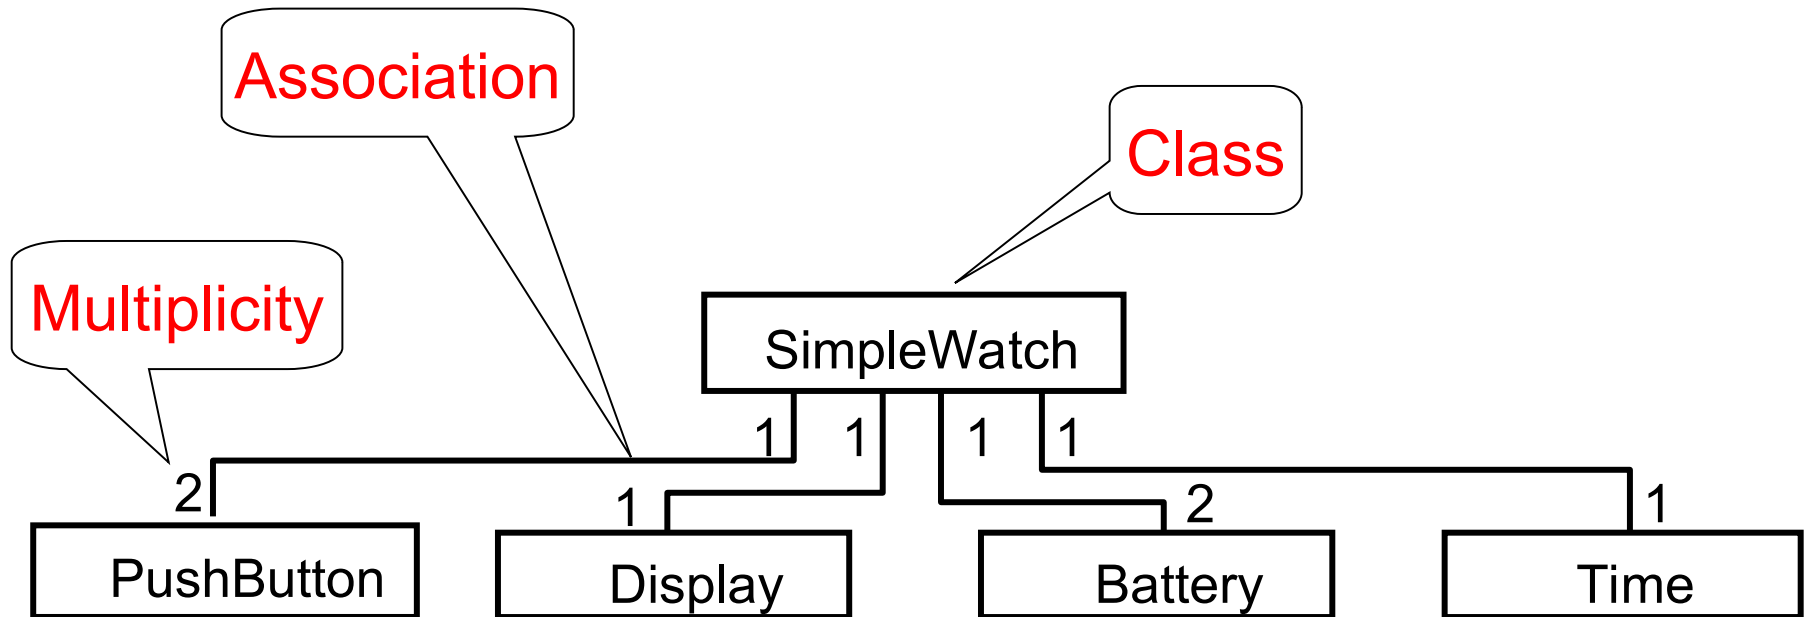 Association
Class
Multiplicity
SimpleWatch
1 1 1 1
2 1 2 1
PushButton Display Battery Time